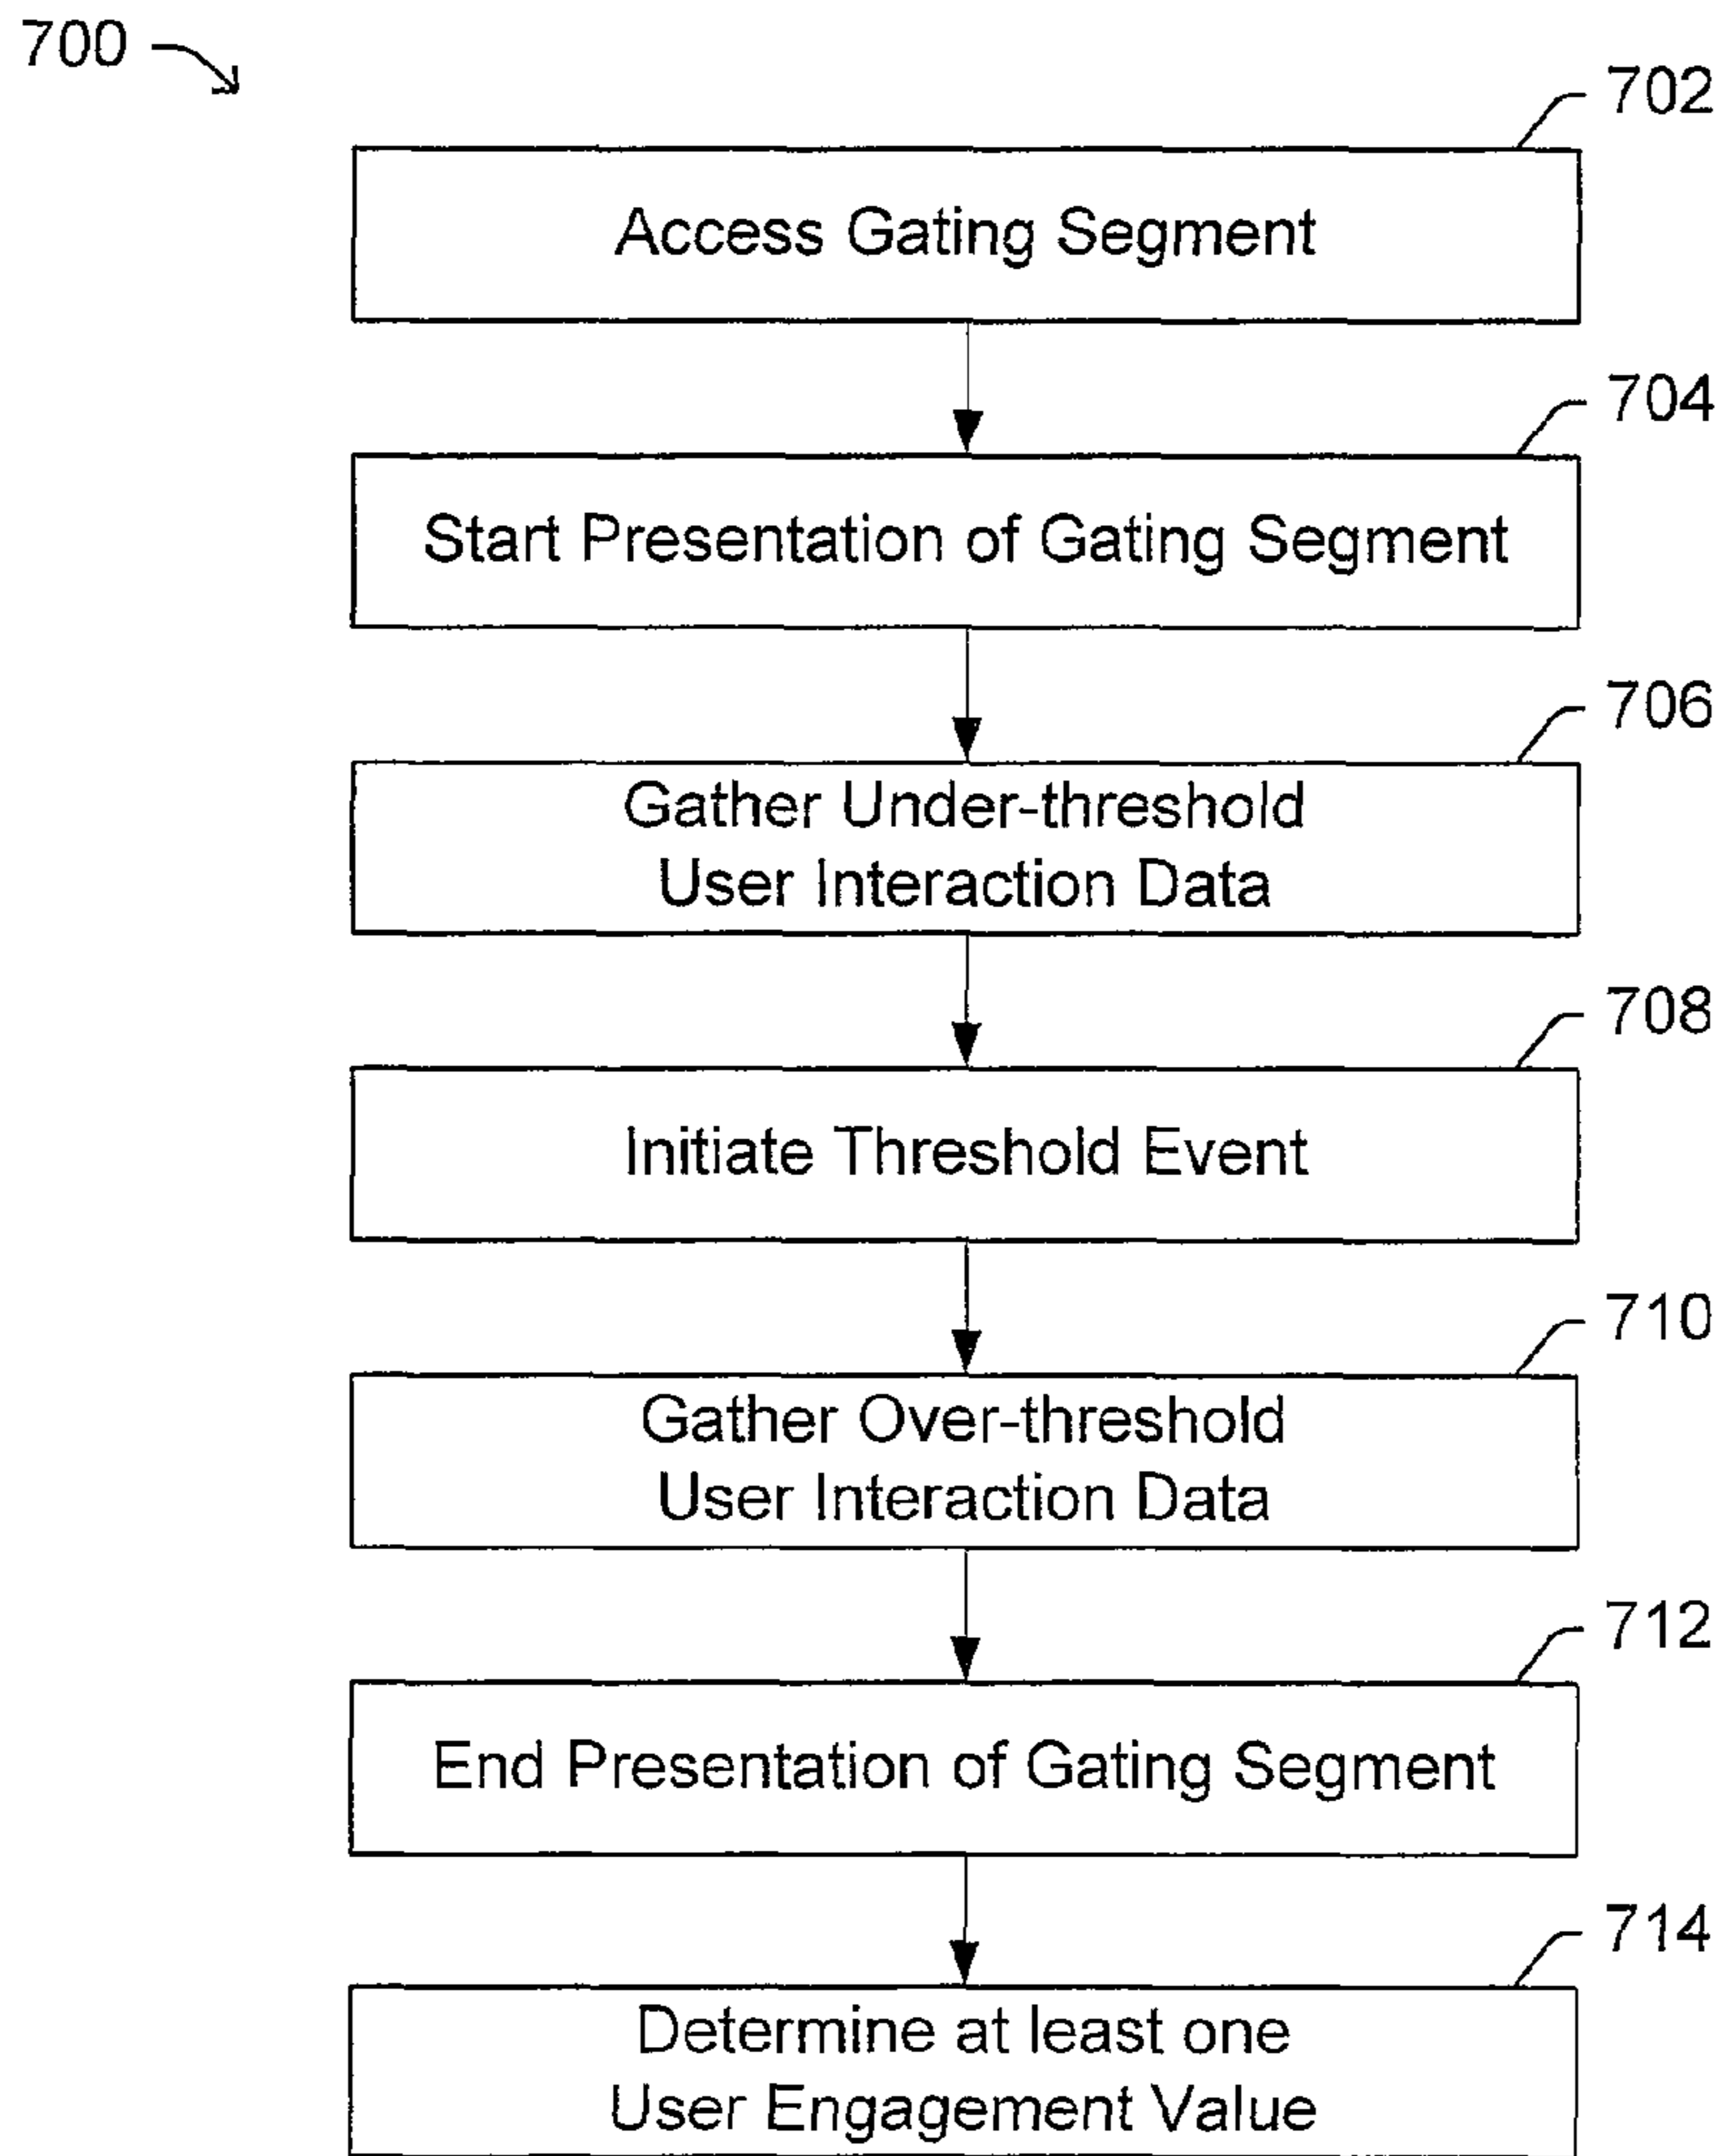 700
702
Access Gating Segment
704
Start Presentation of Gating Segment
706
Gather Under-threshold
User Interaction Data
708
Initiate Threshold Event
710
Gather Over-threshold
User Interaction Data
712
End Presentation of Gating Segment
714
Determine at least one
User Engagement Value